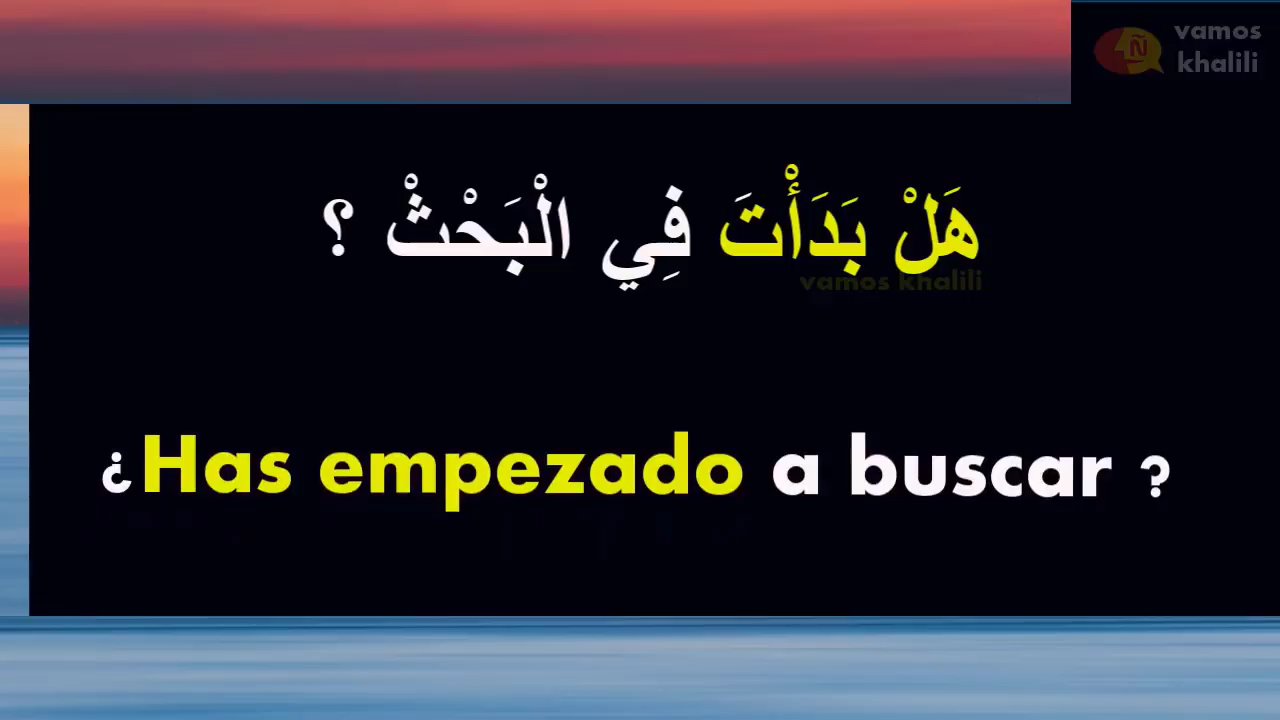 vamos
khalili
Ñ
هَلْ بَدَأْتَ فِي الْبَحْثْ ؟
vamos khalili
¿Has empezado a buscar ?